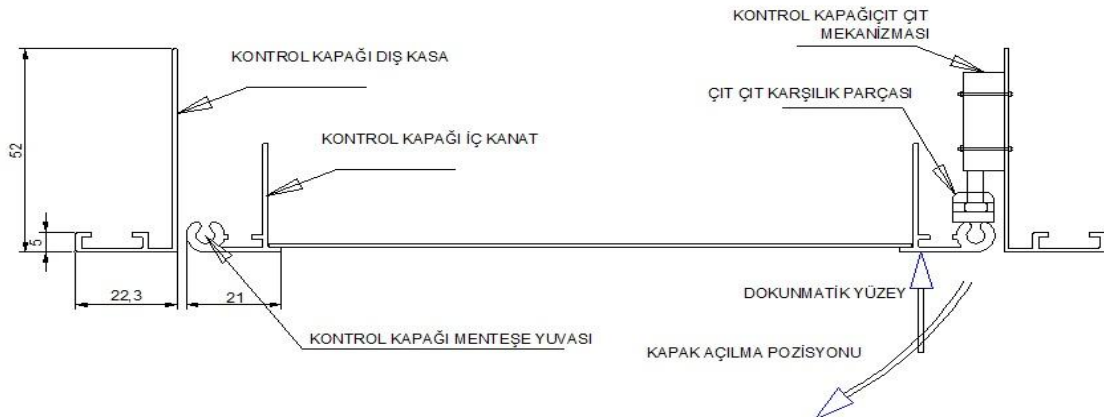 KONTROL KAPAĞIÇIT ÇIT
MEKANİZMASI
KONTROL KAPAĞI DIŞ KASA
ÇIT ÇIT KARŞILIK PARÇASI
KONTROL KAPAĞI İÇ KANAT
52
5
22,3
21
DOKUNMATİK YÜZEY
KONTROL KAPAĞI MENTEŞE YUVASI
KAPAK AÇILMA POZİSYONU